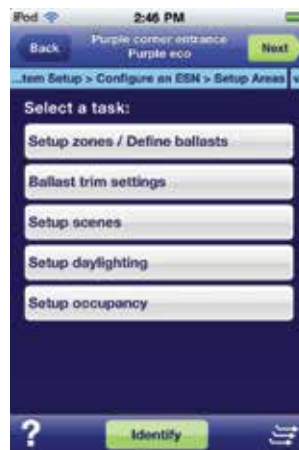 iPod 2:46 PM
Back Purple corner entrance Next
Purple eco
...tem Setup > Configure an ESN > Setup Areas
Select a task:
Setup zones / Define ballasts
Ballast trim settings
Setup scenes
Setup daylighting
Setup occupancy
? Identify